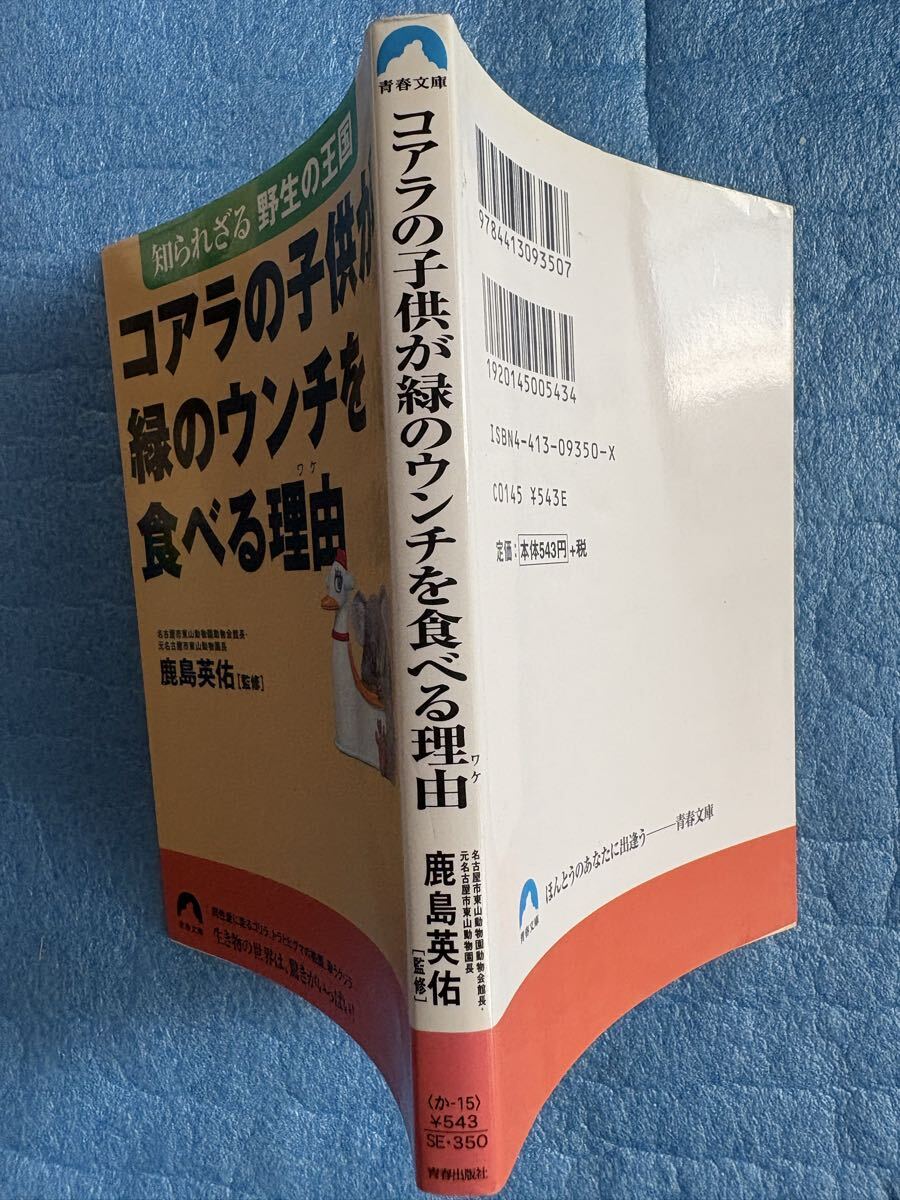 知られざる 野生の王国
コアラの子供が
緑のウンチを
食べる理由
ワケ
名古屋市東山動物園動物会館長・
元名古屋市東山動物園長
鹿島英佑[監修]
青春文庫
生き物の世界は、驚きがいっぱい!
青春文庫
コアラの子供が緑のウンチを食べる理由
ワケ
名古屋市東山動物園動物会館長・
元名古屋市東山動物園長
鹿島英佑[監修]
〈か-15〉
¥543
SE・350
青春出版社
9784413093507
1920145005434
ISBN4-413-09350-X
C0145 ¥543E
定価:本体543円+税
ほんとうのあなたに出逢う――青春文庫
青春文庫